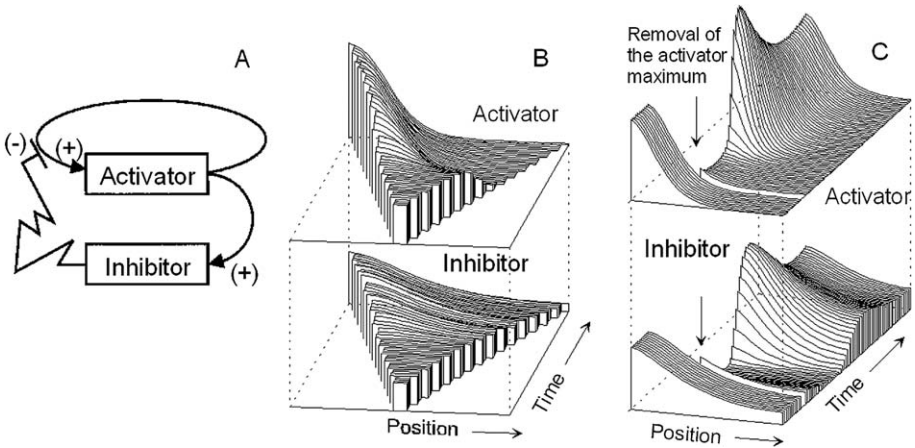 A
(-)
(+)
Activator
Inhibitor
(+)
B
Activator
Inhibitor
Position
Time
Removal of
the activator
maximum
C
Activator
Inhibitor
Position
Time